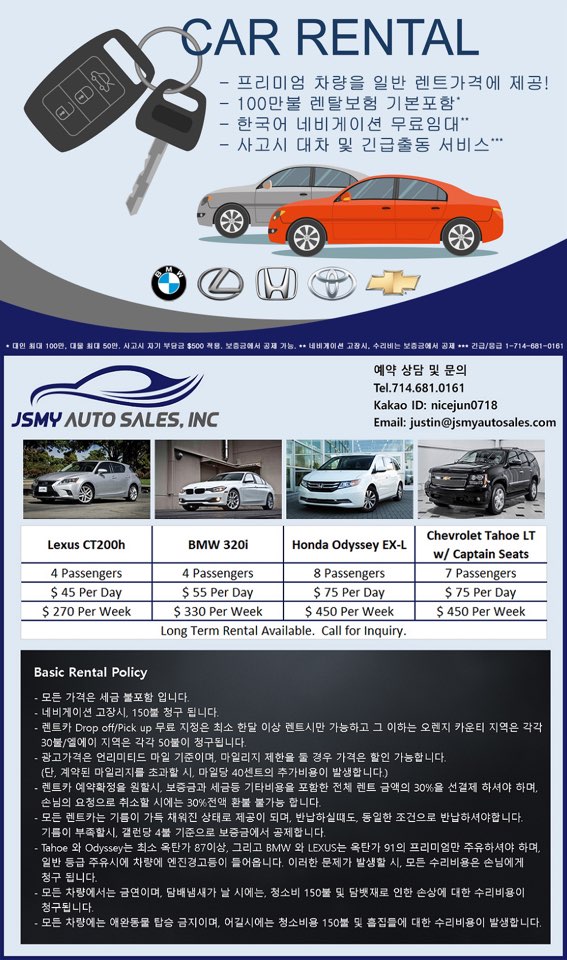 CAR RENTAL
- 프리미엄 차량을 일반 렌트가격에 제공!
- 100만불 렌탈보험 기본포함*
- 한국어 네비게이션 무료임대**
- 사고시 대차 및 긴급출동 서비스***
BMW
* 대인 최대 100만, 대물 최대 50만. 사고시 자기 부담금 $500 적용. 보증금에서 공제 가능. ** 네비게이션 고장시, 수리비는 보증금에서 공제 *** 긴급/응급 1-714-681-0161
JSMY AUTO SALES, INC
예약 상담 및 문의
Tel.714.681.0161
Kakao ID: nicejun0718
Email: justin@jsmyautosales.com
Lexus CT200h BMW 320i Honda Odyssey EX-L Chevrolet Tahoe LT
w/ Captain Seats
4 Passengers 4 Passengers 8 Passengers 7 Passengers
$ 45 Per Day $ 55 Per Day $ 75 Per Day $ 75 Per Day
$ 270 Per Week $ 330 Per Week $ 450 Per Week $ 450 Per Week
Long Term Rental Available. Call for Inquiry.
Basic Rental Policy
- 모든 가격은 세금 불포함 입니다.
- 네비게이션 고장시, 150불 청구 됩니다.
- 렌트카 Drop off/Pick up 무료 지정은 최소 한달 이상 렌트시만 가능하고 그 이하는 오렌지 카운티 지역은 각각
30불/엘에이 지역은 각각 50불이 청구됩니다.
- 광고가격은 언리미티드 마일 기준이며, 마일리지 제한을 둘 경우 가격은 할인 가능합니다.
(단, 계약된 마일리지를 초과할 시, 마일당 40센트의 추가비용이 발생합니다.)
- 렌트카 예약확정을 원할시, 보증금과 세금등 기타비용을 포함한 전체 렌트 금액의 30%을 선결제 하셔야 하며,
손님의 요청으로 취소할 시에는 30%전액 환불 불가능 합니다.
- 모든 렌트카는 기름이 가득 채워진 상태로 제공이 되며, 반납하실때도, 동일한 조건으로 반납하셔야합니다.
기름이 부족할시, 갤런당 4불 기준으로 보증금에서 공제합니다.
- Tahoe 와 Odyssey는 최소 옥탄가 87이상, 그리고 BMW 와 LEXUS는 옥탄가 91의 프리미엄만 주유하셔야 하며,
일반 등급 주유시에 차량에 엔진경고등이 들어옵니다. 이러한 문제가 발생할 시, 모든 수리비용은 손님에게
청구 됩니다.
- 모든 차량에서는 금연이며, 담배냄새가 날 시에는, 청소비 150불 및 담뱃재로 인한 손상에 대한 수리비용이
청구됩니다.
- 모든 차량에는 애완동물 탑승 금지이며, 어길시에는 청소비용 150불 및 흠집들에 대한 수리비용이 발생합니다.